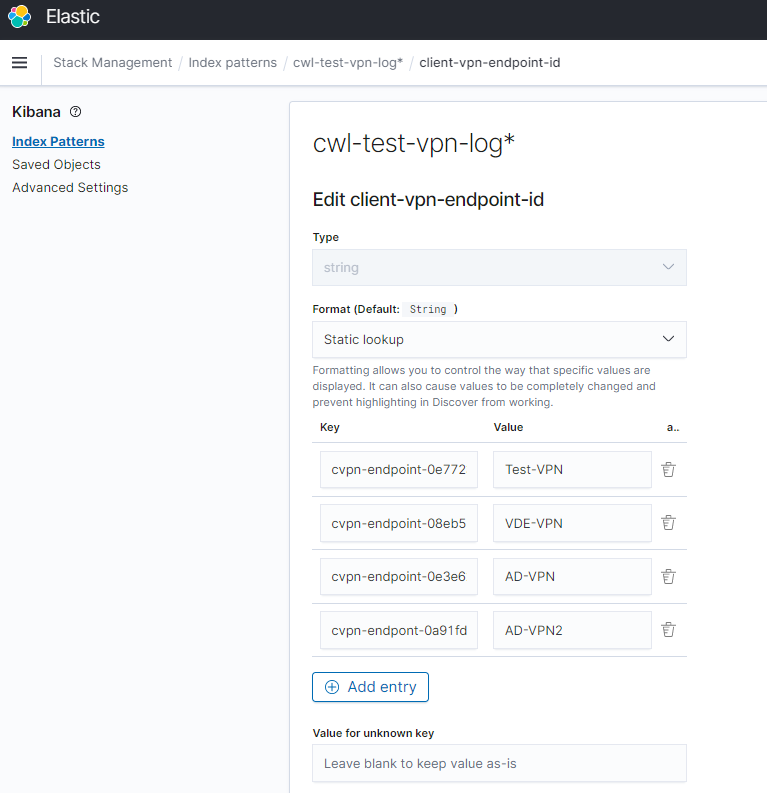 Elastic
Stack Management / Index patterns / cwl-test-vpn-log* / client-vpn-endpoint-id
Kibana
Index Patterns
Saved Objects
Advanced Settings
cwl-test-vpn-log*
Edit client-vpn-endpoint-id
Type
string
Format (Default: String )
Static lookup
Formatting allows you to control the way that specific values are
displayed. It can also cause values to be completely changed and
prevent highlighting in Discover from working.
Key Value a..
cvpn-endpoint-0e772 Test-VPN
cvpn-endpoint-08eb5 VDE-VPN
cvpn-endpoint-0e3e6 AD-VPN
cvpn-endpont-0a91fd AD-VPN2
Add entry
Value for unknown key
Leave blank to keep value as-is